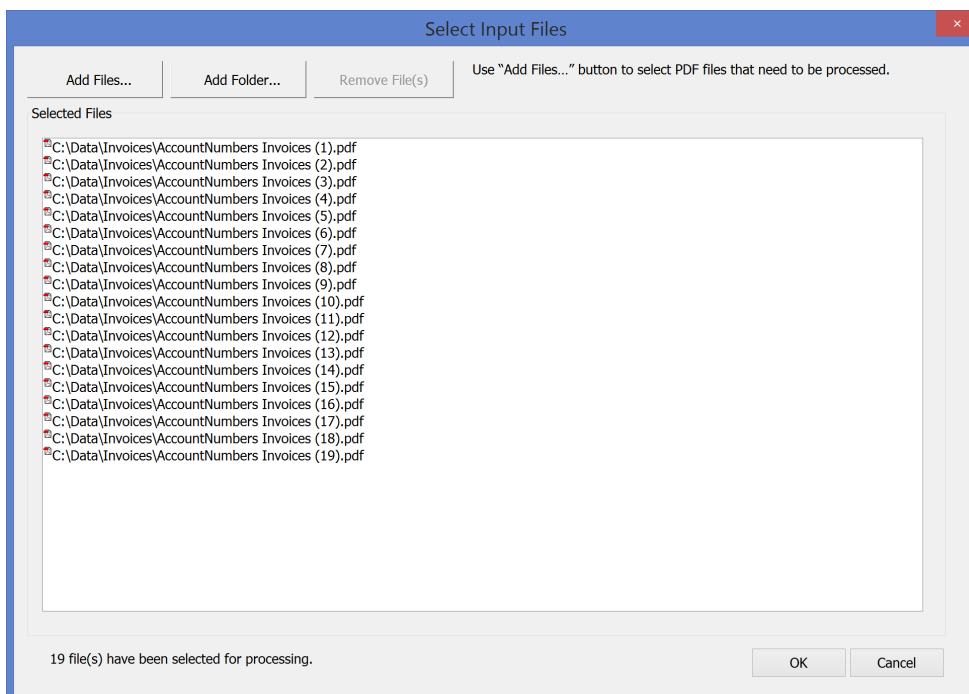 Select Input Files
×
Add Files...
Add Folder...
Remove File(s)
Use “Add Files...” button to select PDF files that need to be processed.
Selected Files
C:\Data\Invoices\AccountNumbers Invoices (1).pdf
C:\Data\Invoices\AccountNumbers Invoices (2).pdf
C:\Data\Invoices\AccountNumbers Invoices (3).pdf
C:\Data\Invoices\AccountNumbers Invoices (4).pdf
C:\Data\Invoices\AccountNumbers Invoices (5).pdf
C:\Data\Invoices\AccountNumbers Invoices (6).pdf
C:\Data\Invoices\AccountNumbers Invoices (7).pdf
C:\Data\Invoices\AccountNumbers Invoices (8).pdf
C:\Data\Invoices\AccountNumbers Invoices (9).pdf
C:\Data\Invoices\AccountNumbers Invoices (10).pdf
C:\Data\Invoices\AccountNumbers Invoices (11).pdf
C:\Data\Invoices\AccountNumbers Invoices (12).pdf
C:\Data\Invoices\AccountNumbers Invoices (13).pdf
C:\Data\Invoices\AccountNumbers Invoices (14).pdf
C:\Data\Invoices\AccountNumbers Invoices (15).pdf
C:\Data\Invoices\AccountNumbers Invoices (16).pdf
C:\Data\Invoices\AccountNumbers Invoices (17).pdf
C:\Data\Invoices\AccountNumbers Invoices (18).pdf
C:\Data\Invoices\AccountNumbers Invoices (19).pdf
19 file(s) have been selected for processing.
OK
Cancel